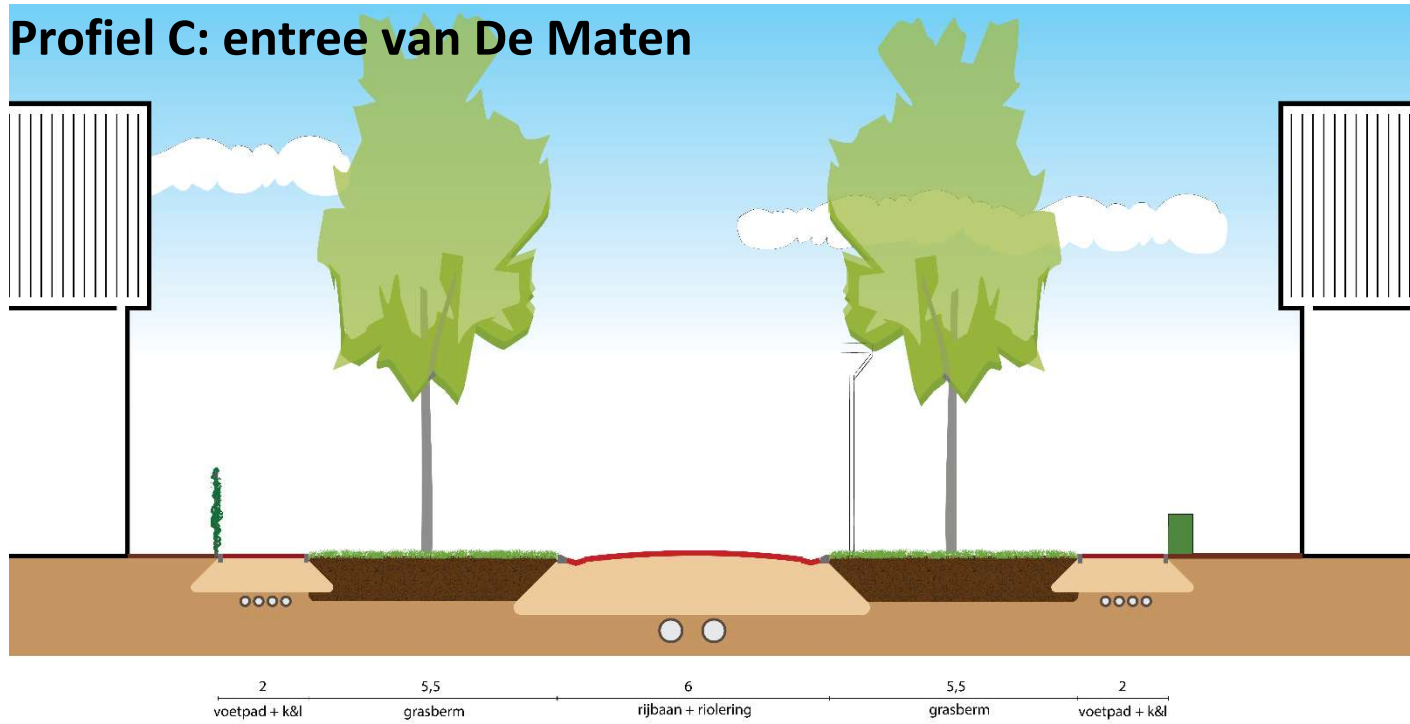 Profiel C: entree van De Maten
2 5,5 6 5,5 2
voetpad + k&l grasberm rijbaan + riolering grasberm voetpad + k&l